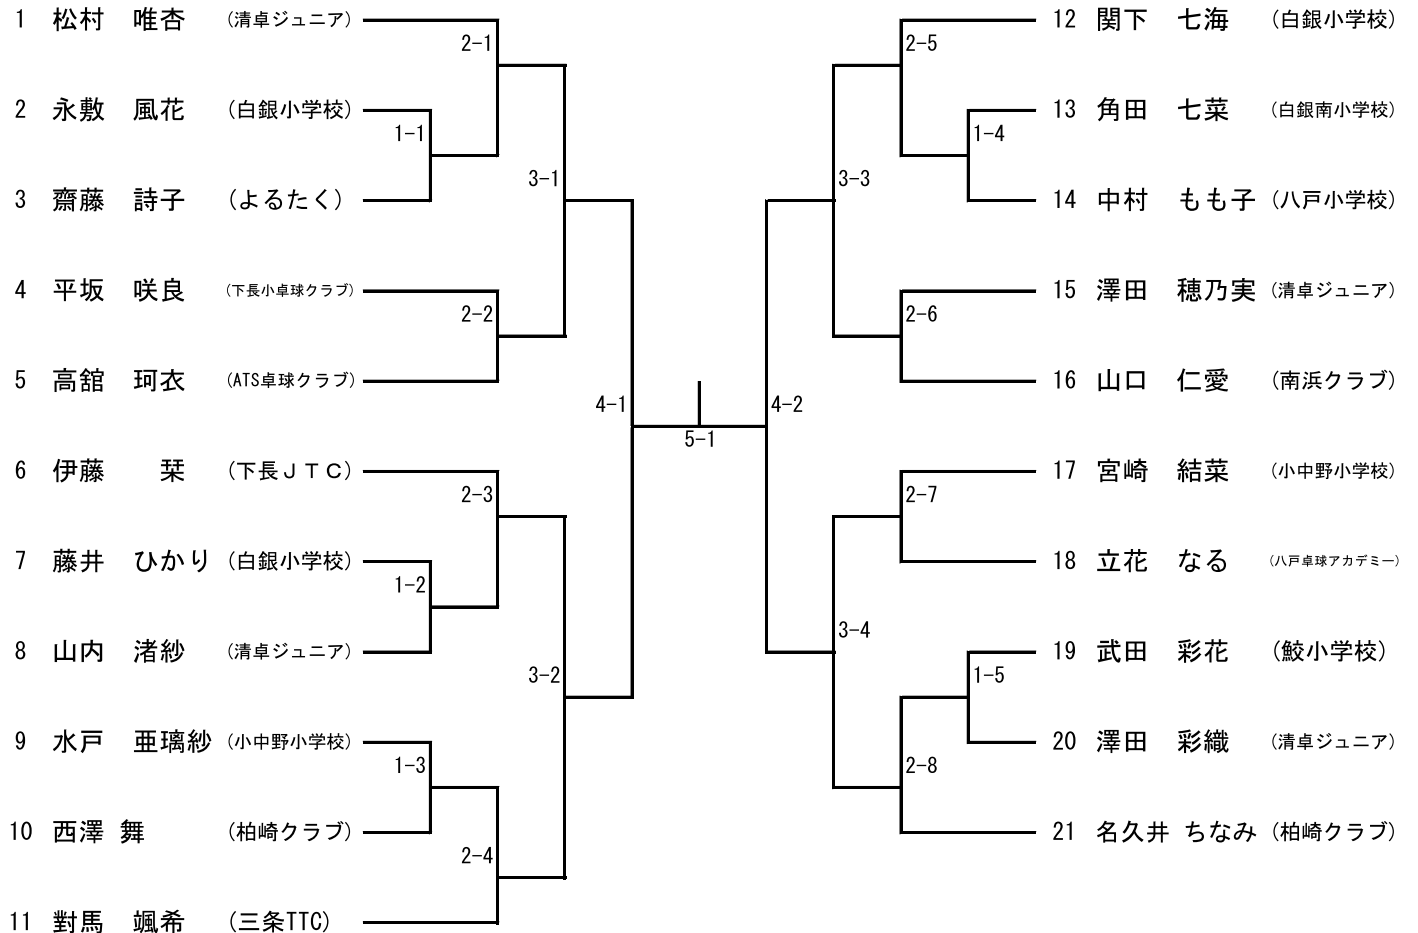 1 松村 唯杏 (清卓ジュニア)
2-1
2 永敷 風花 (白銀小学校)
1-1
3 齋藤 詩子 (よるたく)
3-1
4 平坂 咲良 (下長小卓球クラブ)
2-2
5 高舘 珂衣 (ATS卓球クラブ)
4-1
6 伊藤 栞 (下長JTC)
2-3
7 藤井 ひかり (白銀小学校)
1-2
8 山内 渚紗 (清卓ジュニア)
3-2
9 水戸 亜璃紗 (小中野小学校)
1-3
10 西澤 舞 (柏崎クラブ)
2-4
11 對馬 颯希 (三条TTC)
5-1
12 関下 七海 (白銀小学校)
2-5
13 角田 七菜 (白銀南小学校)
1-4
14 中村 もも子 (八戸小学校)
3-3
15 澤田 穂乃実 (清卓ジュニア)
2-6
16 山口 仁愛 (南浜クラブ)
4-2
17 宮崎 結菜 (小中野小学校)
2-7
18 立花 なる (八戸卓球アカデミー)
3-4
19 武田 彩花 (鮫小学校)
1-5
20 澤田 彩織 (清卓ジュニア)
2-8
21 名久井 ちなみ (柏崎クラブ)